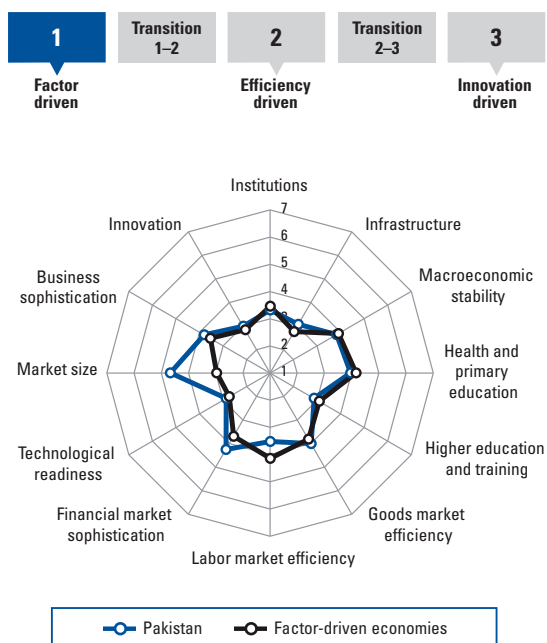 1
Transition
1–2
2
Transition
2–3
3
Factor
driven
Efficiency
driven
Innovation
driven
Institutions
7
6
5
4
3
2
1
Infrastructure
Macroeconomic
stability
Health and
primary
education
Higher education
and training
Goods market
efficiency
Labor market efficiency
Financial market
sophistication
Technological
readiness
Market size
Business
sophistication
Innovation
Pakistan
Factor-driven economies